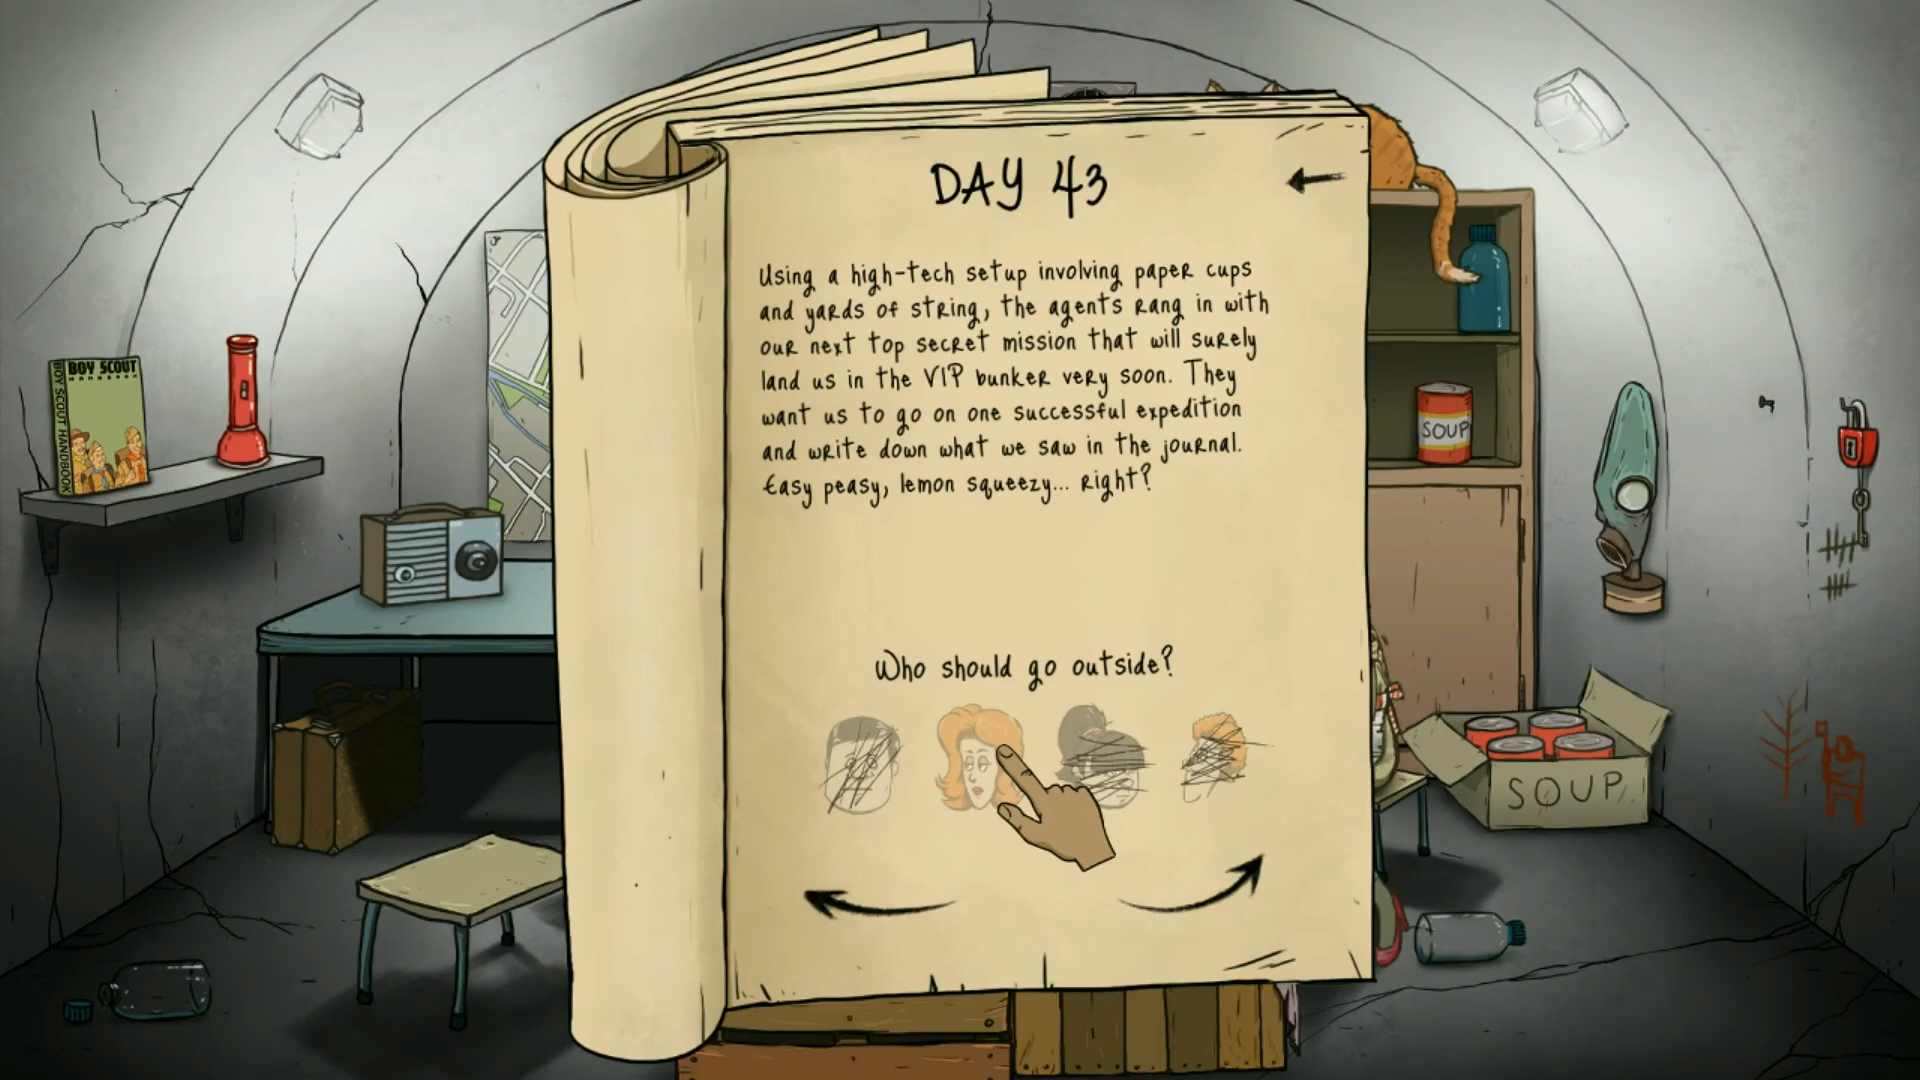 DAY 43
Using a high-tech setup involving paper cups
and yards of string, the agents rang in with
our next top secret mission that will surely
land us in the VIP bunker very soon. They
want us to go on one successful expedition
and write down what we saw in the journal.
Easy peasy, lemon squeezy... right?
Who should go outside?
BOY SCOUT
HANDBOOK
BOY SCOUT HANDBOOK
SOUP
SOUP